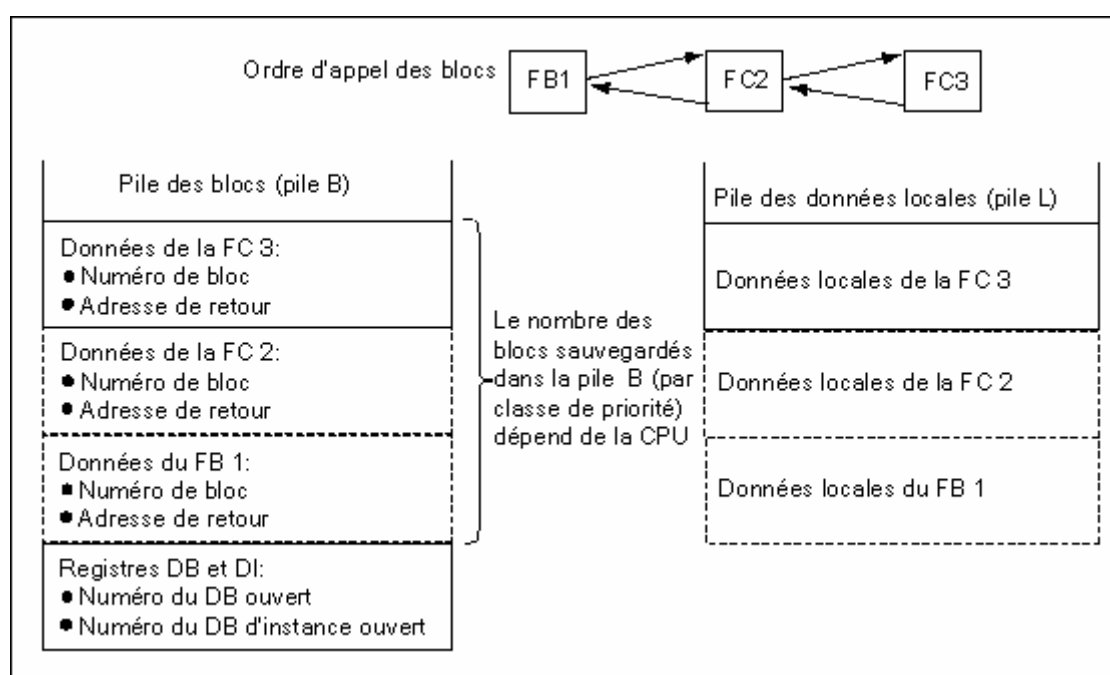 Ordre d'appel des blocs
FB1
FC2
FC3
Pile des blocs (pile B)
Données de la FC 3:
● Numéro de bloc
● Adresse de retour
Données de la FC 2:
● Numéro de bloc
● Adresse de retour
Données du FB 1:
■ Numéro de bloc
● Adresse de retour
Registres DB et DI:
● Numéro du DB ouvert
● Numéro du DB d'instance ouvert
Le nombre des
blocs sauvegardés
dans la pile B (par
classe de priorité)
dépend de la CPU
Pile des données locales (pile L)
Données locales de la FC 3
Données locales de la FC 2
Données locales du FB 1